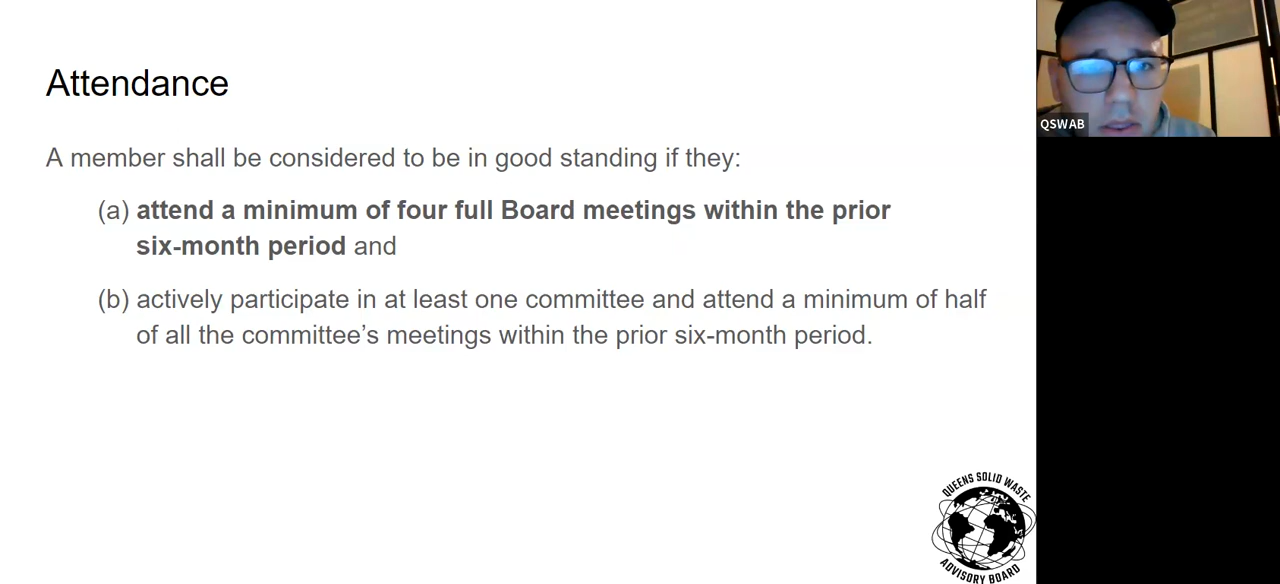 Attendance
A member shall be considered to be in good standing if they:
(a) attend a minimum of four full Board meetings within the prior
six-month period and
(b) actively participate in at least one committee and attend a minimum of half
of all the committee’s meetings within the prior six-month period.
QSWAB
QUEENS SOLID WASTE
ADVISORY BOARD